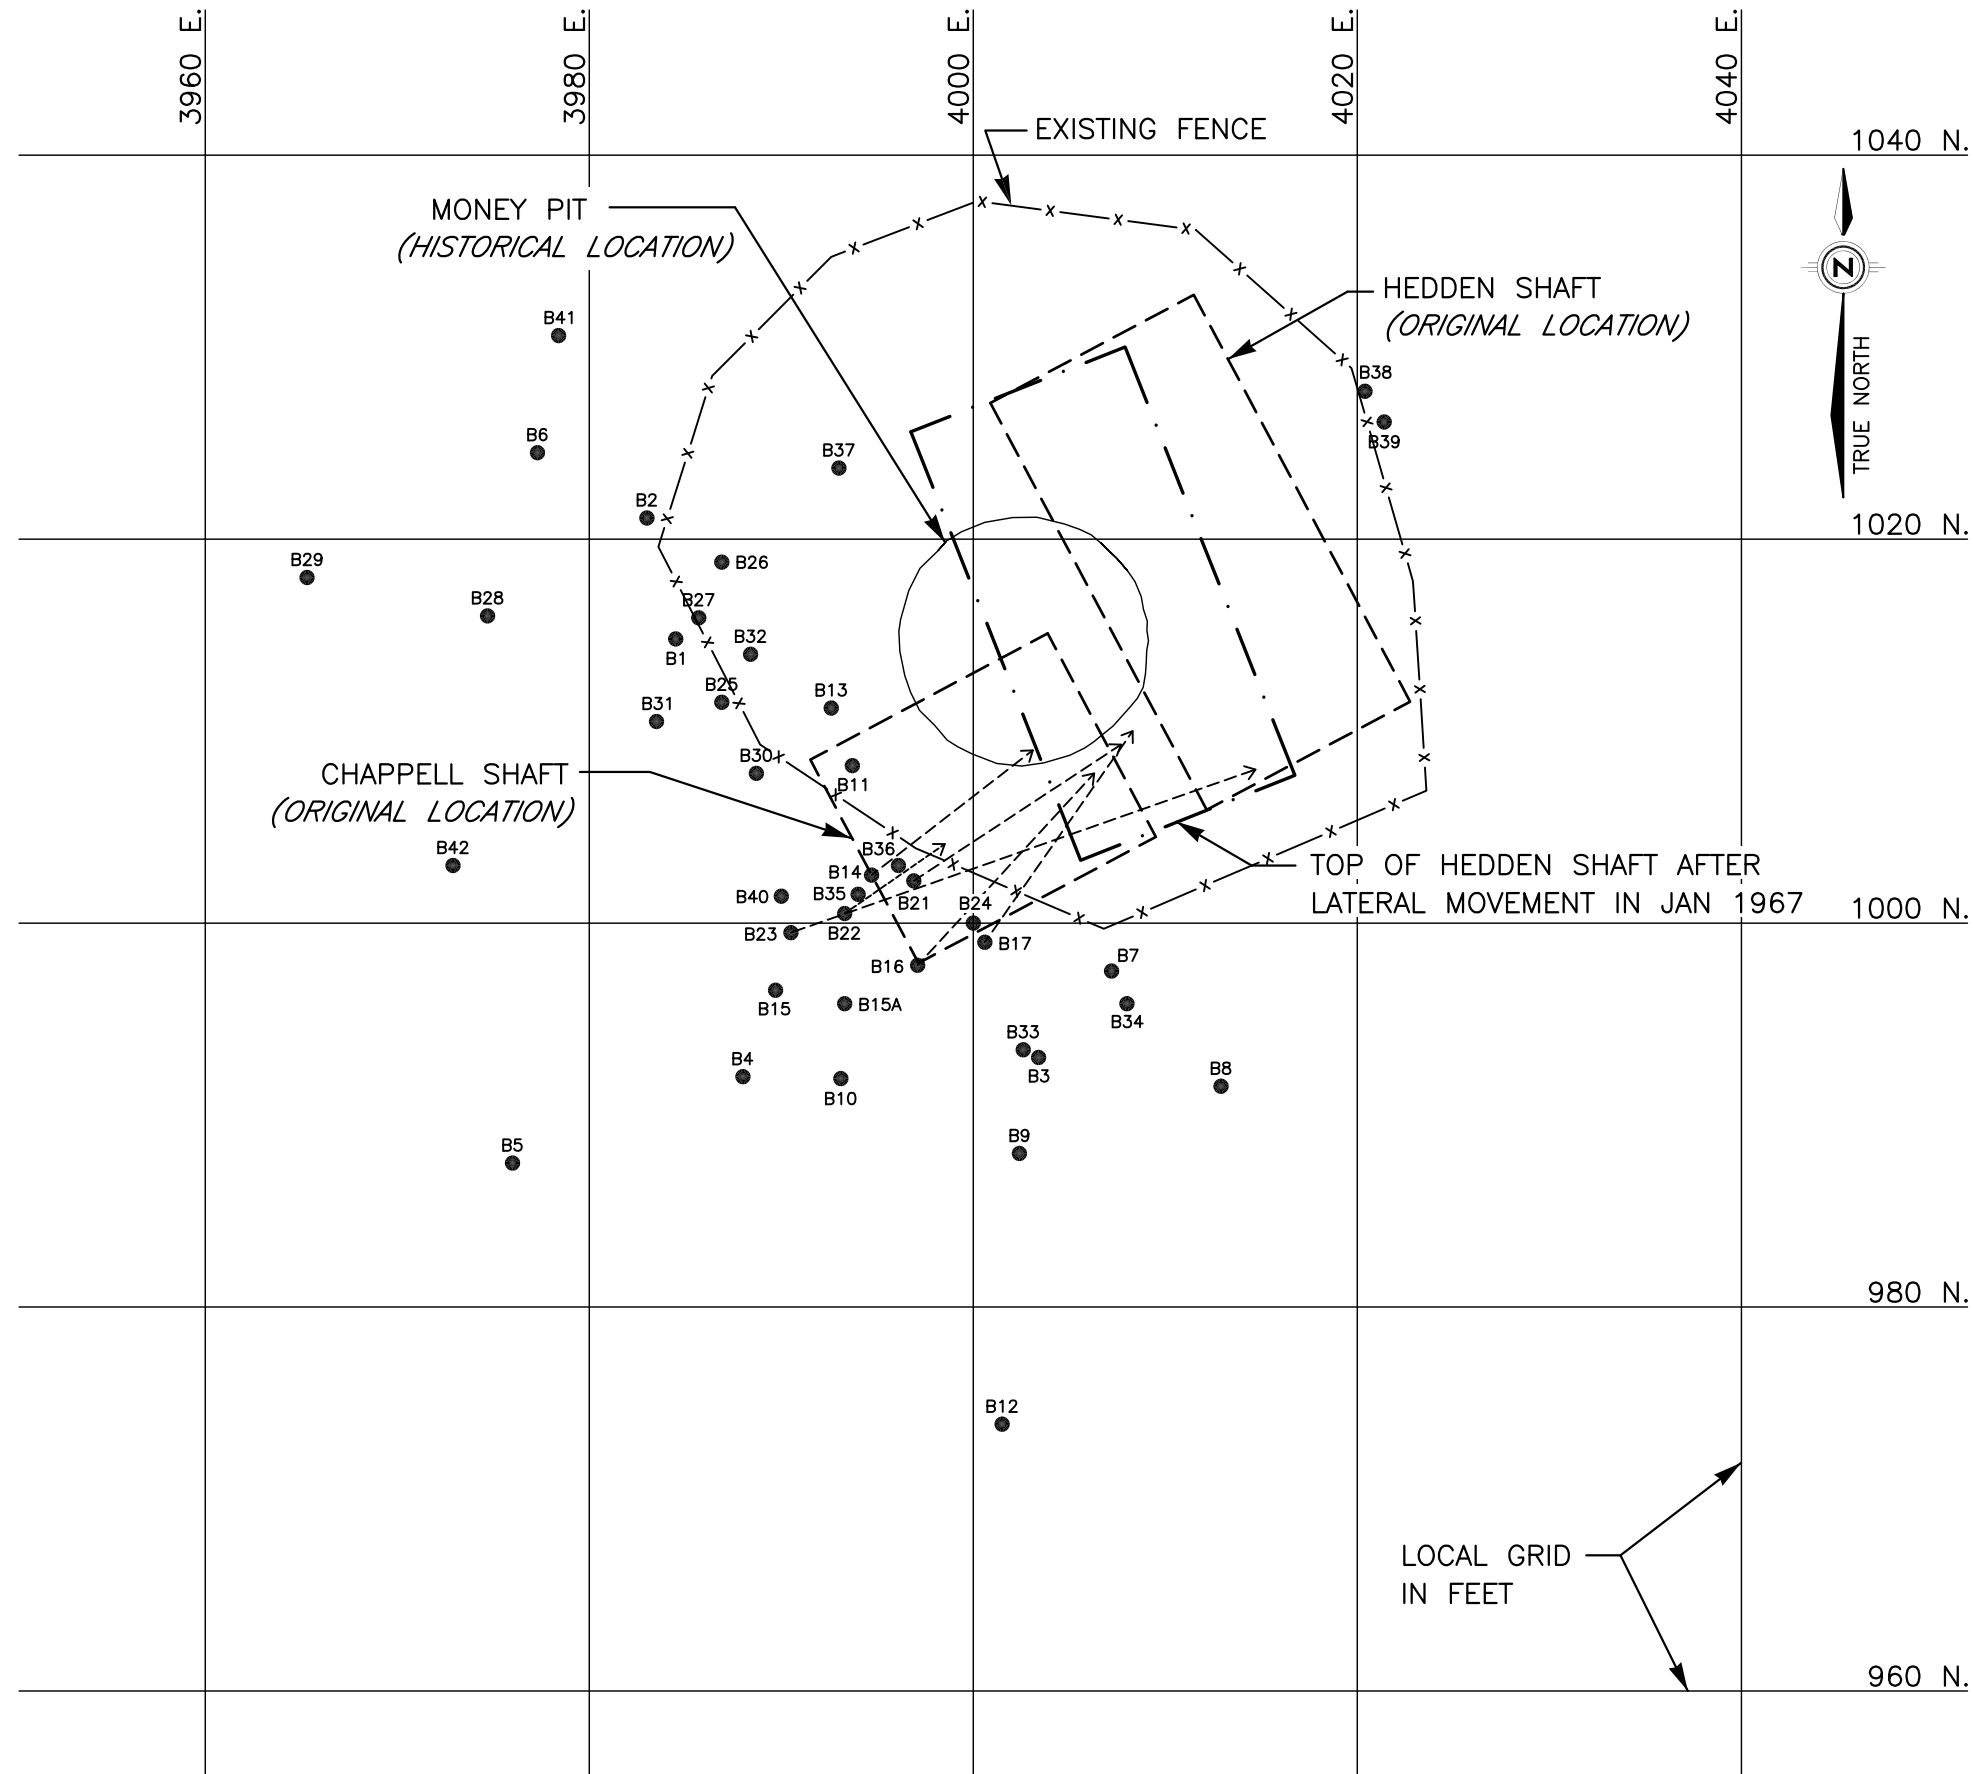 3960 E.
3980 E.
4000 E.
4020 E.
4040 E.
EXISTING FENCE
1040 N.
MONEY PIT
(HISTORICAL LOCATION)
N
HEDDEN SHAFT
(ORIGINAL LOCATION)
TRUE NORTH
B41
B38
B39
B6
B37
B2
1020 N.
B26
B29
B28
B27
B1
B32
B25
B31
B13
B30
B11
CHAPPELL SHAFT
(ORIGINAL LOCATION)
B42
B36
B14
B40
B35
B21
B24
B23
B22
TOP OF HEDDEN SHAFT AFTER
LATERAL MOVEMENT IN JAN 1967
1000 N.
B17
B16
B7
B15
B15A
B34
B33
B3
B4
B10
B8
B9
B5
980 N.
B12
LOCAL GRID
IN FEET
960 N.